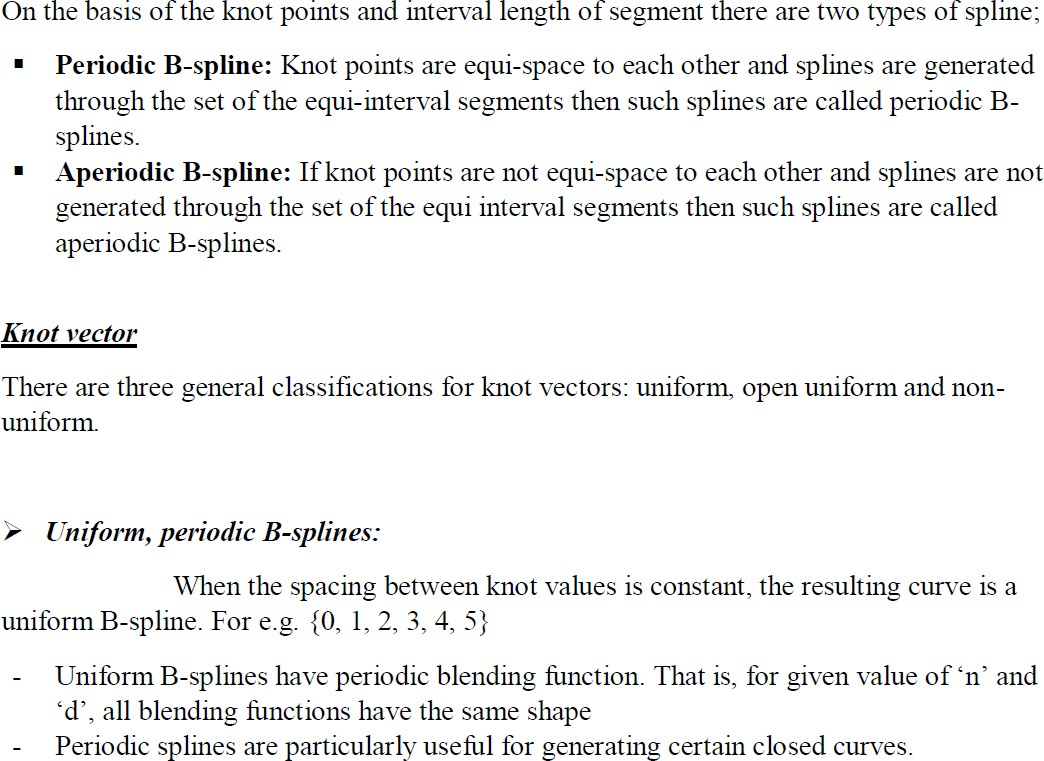 On the basis of the knot points and interval length of segment there are two types of spline;
▪ Periodic B-spline: Knot points are equi-space to each other and splines are generated
through the set of the equi-interval segments then such splines are called periodic B-
splines.
▪ Aperiodic B-spline: If knot points are not equi-space to each other and splines are not
generated through the set of the equi interval segments then such splines are called
aperiodic B-splines.
Knot vector
There are three general classifications for knot vectors: uniform, open uniform and non-
uniform.
➢ Uniform, periodic B-splines:
When the spacing between knot values is constant, the resulting curve is a
uniform B-spline. For e.g. {0, 1, 2, 3, 4, 5}
- Uniform B-splines have periodic blending function. That is, for given value of ‘n’ and
‘d’, all blending functions have the same shape
- Periodic splines are particularly useful for generating certain closed curves.